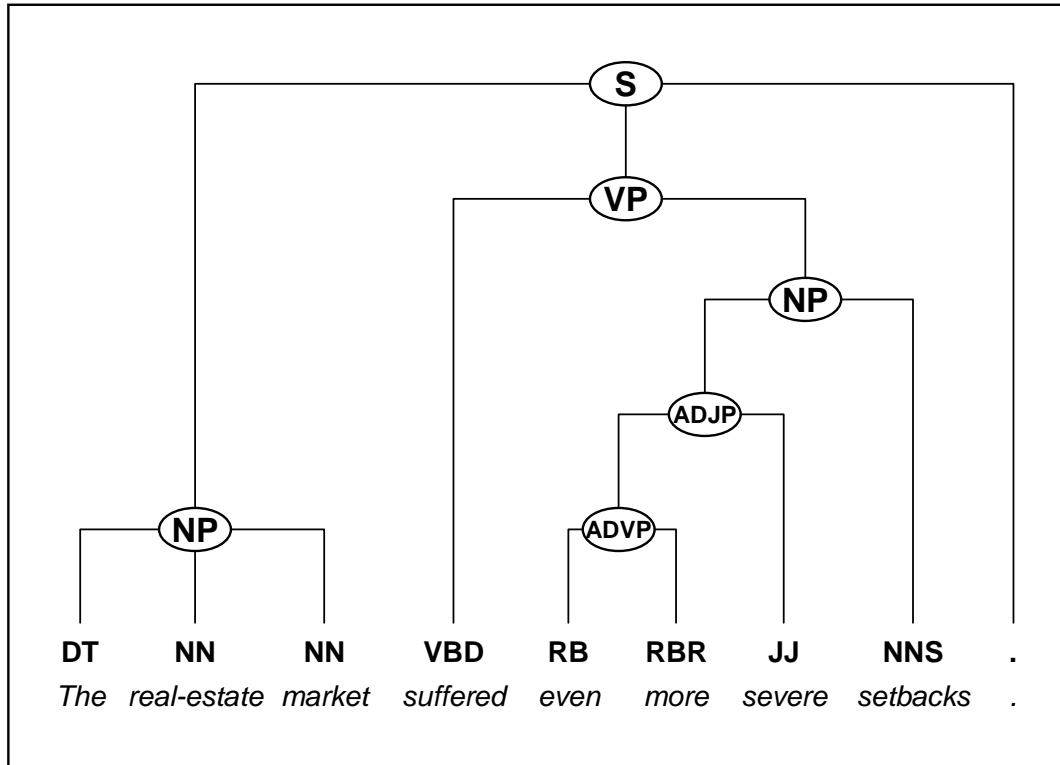 S
VP
NP
ADJP
NP ADVP
DT NN NN VBD RB RBR JJ NNS .
The real-estate market suffered even more severe setbacks .